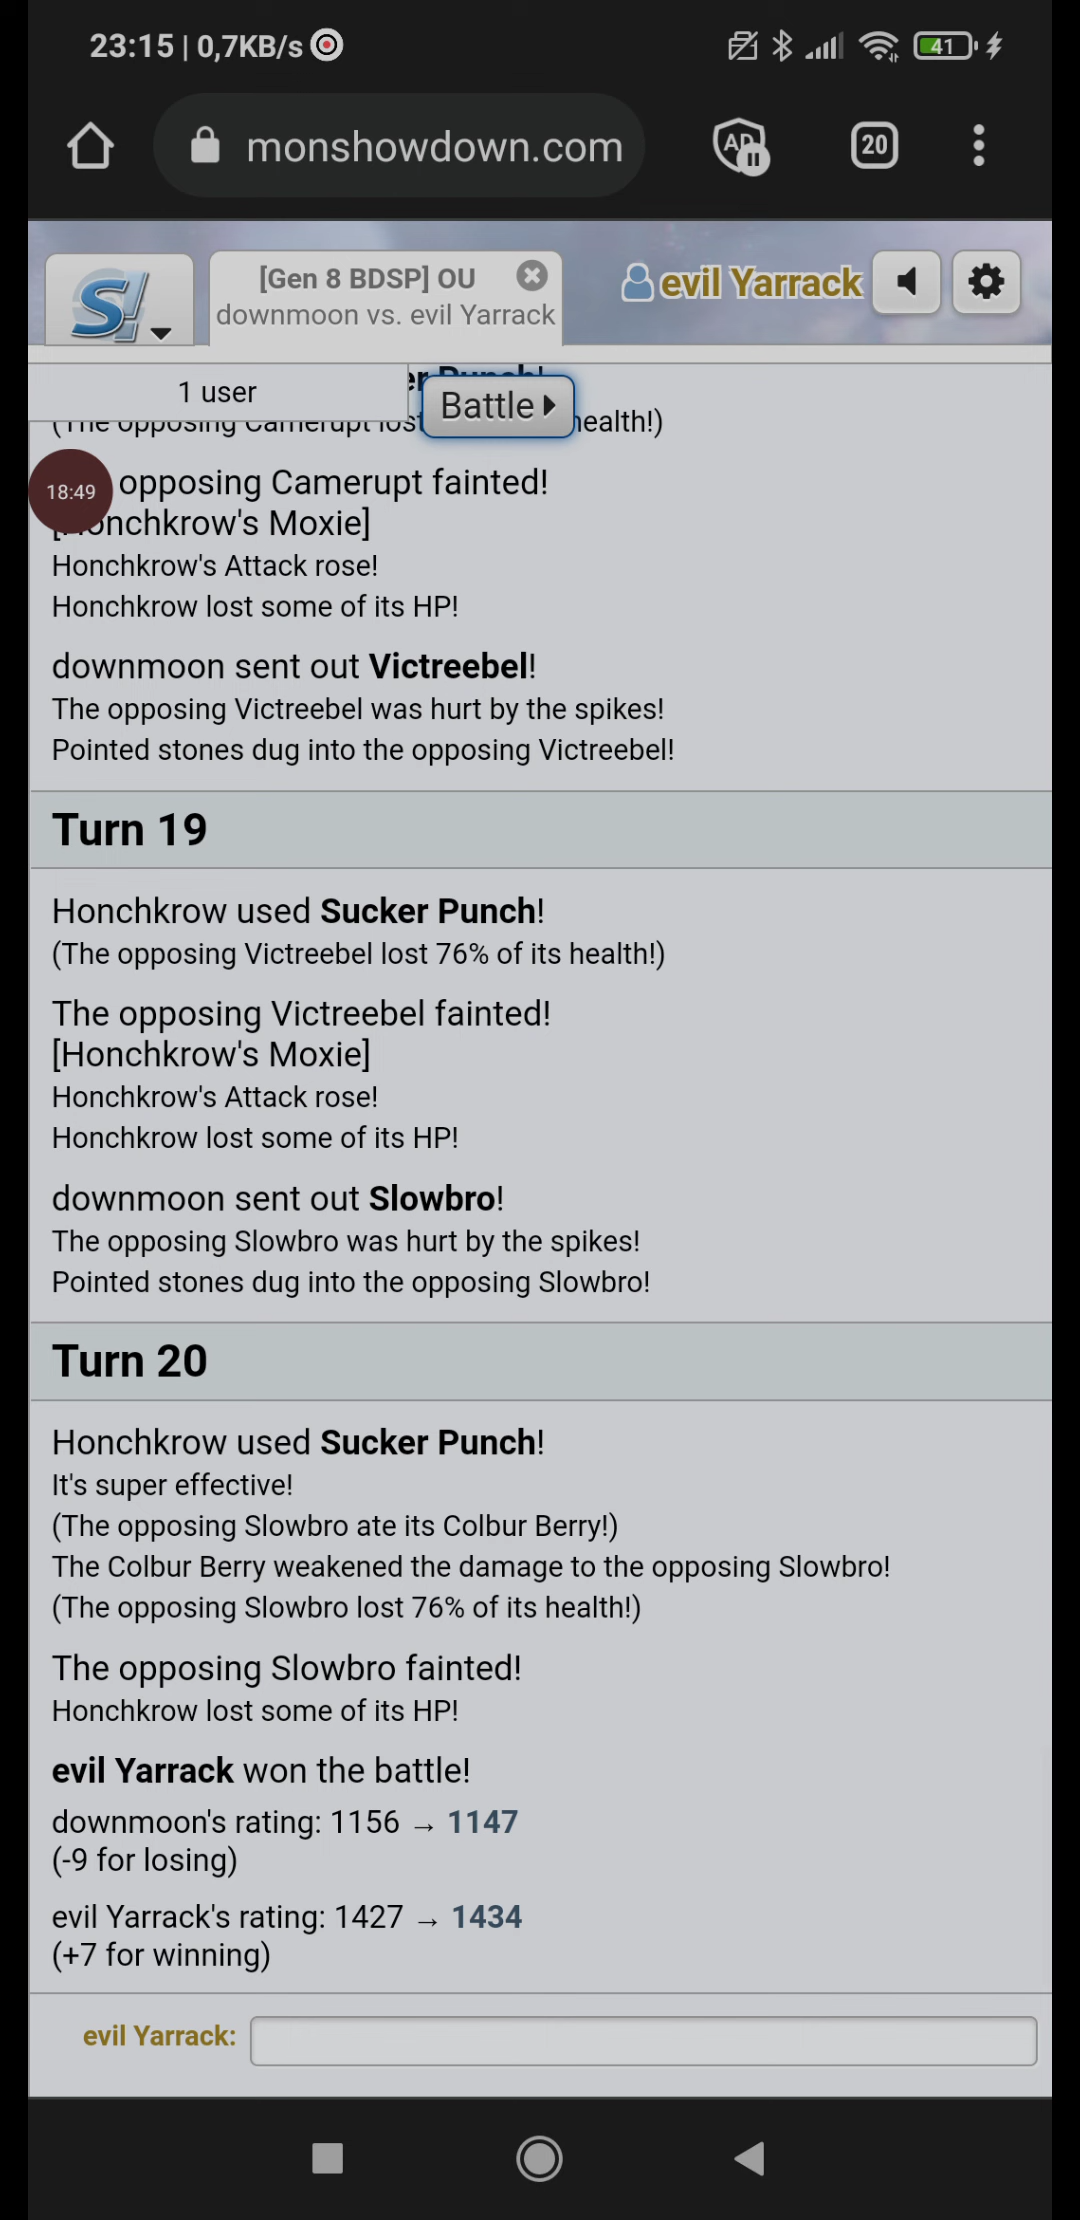 23:15 | 0,7KB/s
41
monshowdown.com
AD
20
[Gen 8 BDSP] OU
downmoon vs. evil Yarrack
evil Yarrack
1 user
Battle
(The opposing Camerupt lost health!)
18:49
opposing Camerupt fainted!
[Honchkrow's Moxie]
Honchkrow's Attack rose!
Honchkrow lost some of its HP!
downmoon sent out Victreebel!
The opposing Victreebel was hurt by the spikes!
Pointed stones dug into the opposing Victreebel!
Turn 19
Honchkrow used Sucker Punch!
(The opposing Victreebel lost 76% of its health!)
The opposing Victreebel fainted!
[Honchkrow's Moxie]
Honchkrow's Attack rose!
Honchkrow lost some of its HP!
downmoon sent out Slowbro!
The opposing Slowbro was hurt by the spikes!
Pointed stones dug into the opposing Slowbro!
Turn 20
Honchkrow used Sucker Punch!
It's super effective!
(The opposing Slowbro ate its Colbur Berry!)
The Colbur Berry weakened the damage to the opposing Slowbro!
(The opposing Slowbro lost 76% of its health!)
The opposing Slowbro fainted!
Honchkrow lost some of its HP!
evil Yarrack won the battle!
downmoon's rating: 1156 → 1147
(-9 for losing)
evil Yarrack's rating: 1427 → 1434
(+7 for winning)
evil Yarrack: